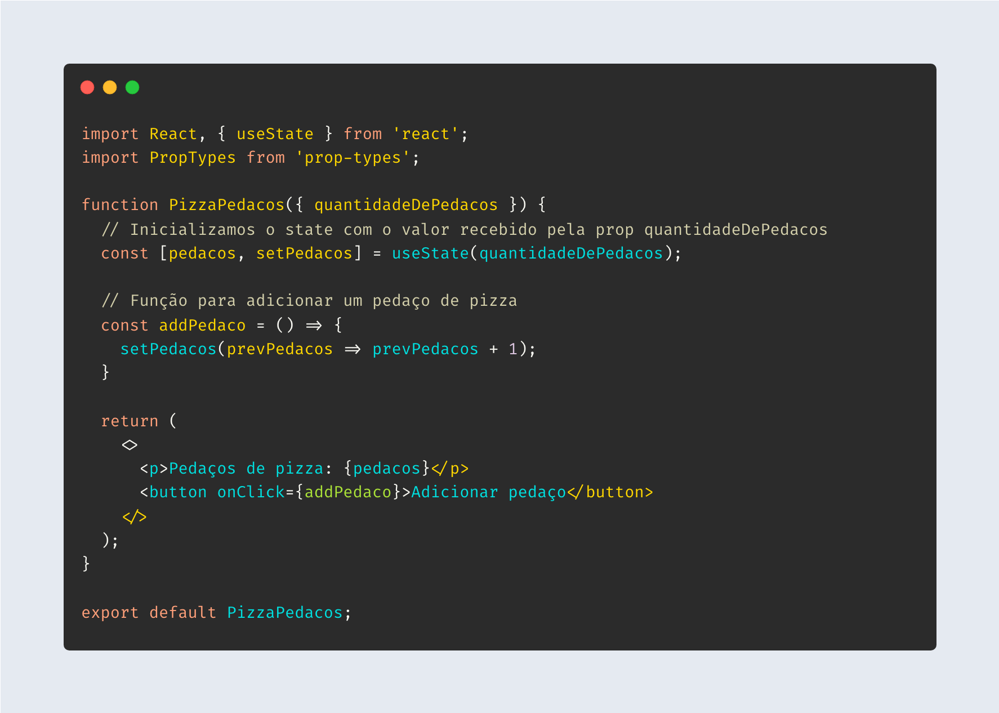 import React, { useState } from 'react';
import PropTypes from 'prop-types';
function PizzaPedacos({ quantidadeDePedacos }) {
  // Inicializamos o state com o valor recebido pela prop quantidadeDePedacos
  const [pedacos, setPedacos] = useState(quantidadeDePedacos);
  // Função para adicionar um pedaço de pizza
  const addPedaco = () => {
    setPedacos(prevPedacos => prevPedacos + 1);
  }
  return (
    <>
      <p>Pedaços de pizza: {pedacos}</p>
      <button onClick={addPedaco}>Adicionar pedaço</button>
    </>
  );
}
export default PizzaPedacos;